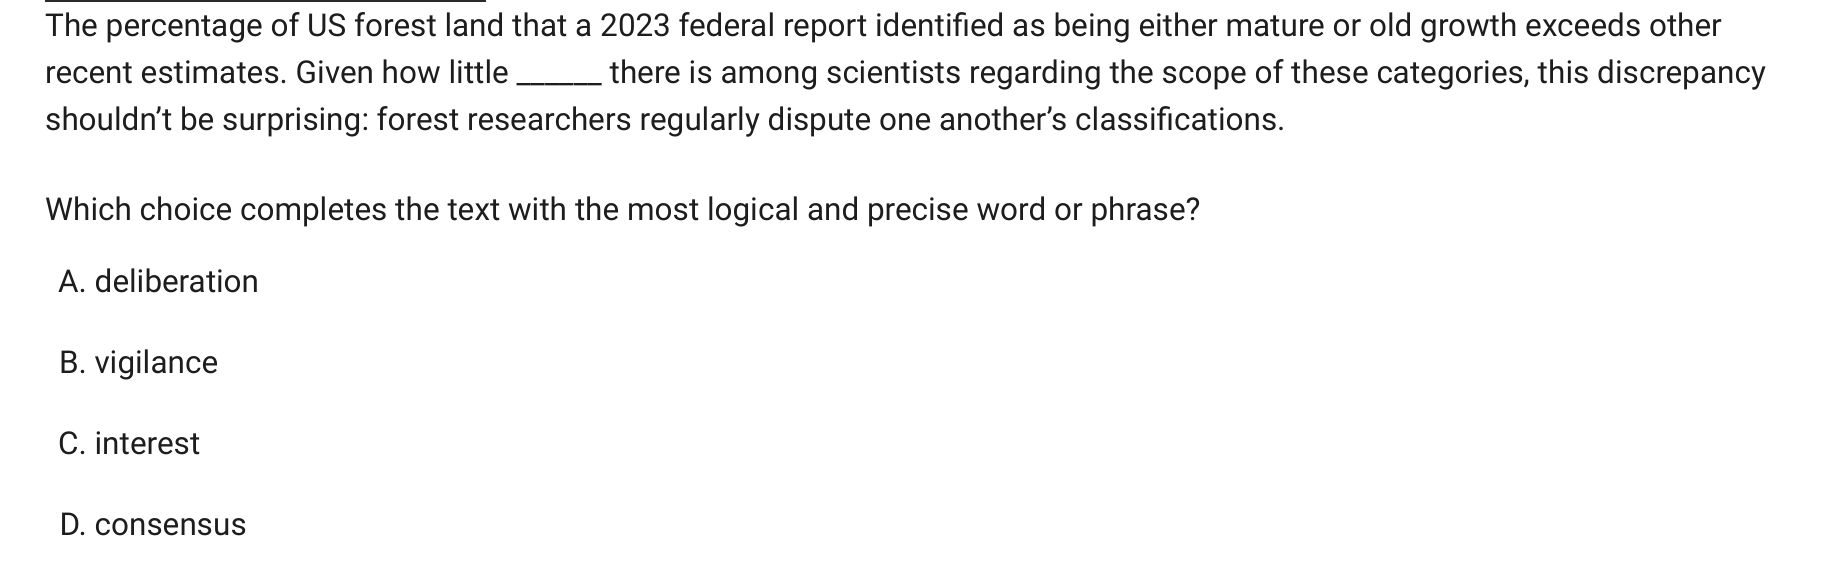 The percentage of US forest land that a 2023 federal report identified as being either mature or old growth exceeds other
recent estimates. Given how little ______ there is among scientists regarding the scope of these categories, this discrepancy
shouldn’t be surprising: forest researchers regularly dispute one another’s classifications.
Which choice completes the text with the most logical and precise word or phrase?
A. deliberation
B. vigilance
C. interest
D. consensus